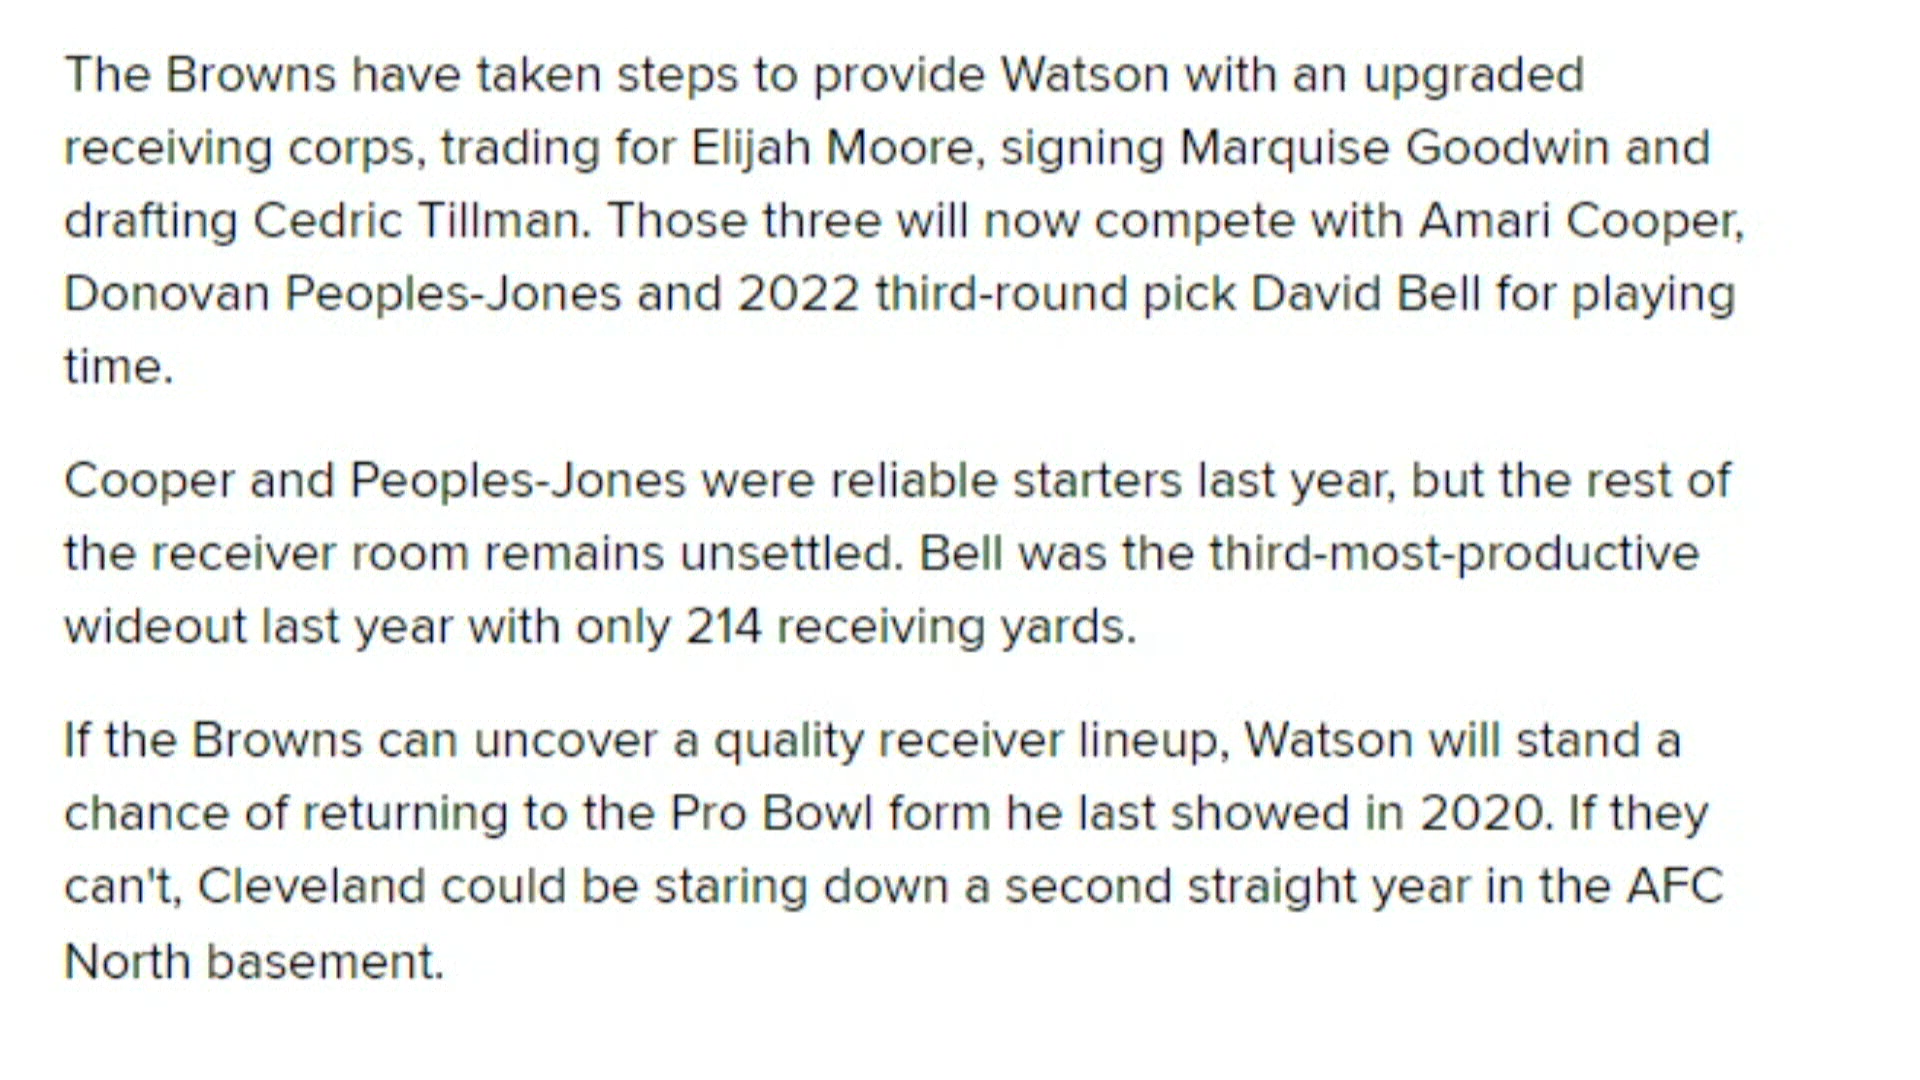 The Browns have taken steps to provide Watson with an upgraded
receiving corps, trading for Elijah Moore, signing Marquise Goodwin and
drafting Cedric Tillman. Those three will now compete with Amari Cooper,
Donovan Peoples-Jones and 2022 third-round pick David Bell for playing
time.
Cooper and Peoples-Jones were reliable starters last year, but the rest of
the receiver room remains unsettled. Bell was the third-most-productive
wideout last year with only 214 receiving yards.
If the Browns can uncover a quality receiver lineup, Watson will stand a
chance of returning to the Pro Bowl form he last showed in 2020. If they
can't, Cleveland could be staring down a second straight year in the AFC
North basement.